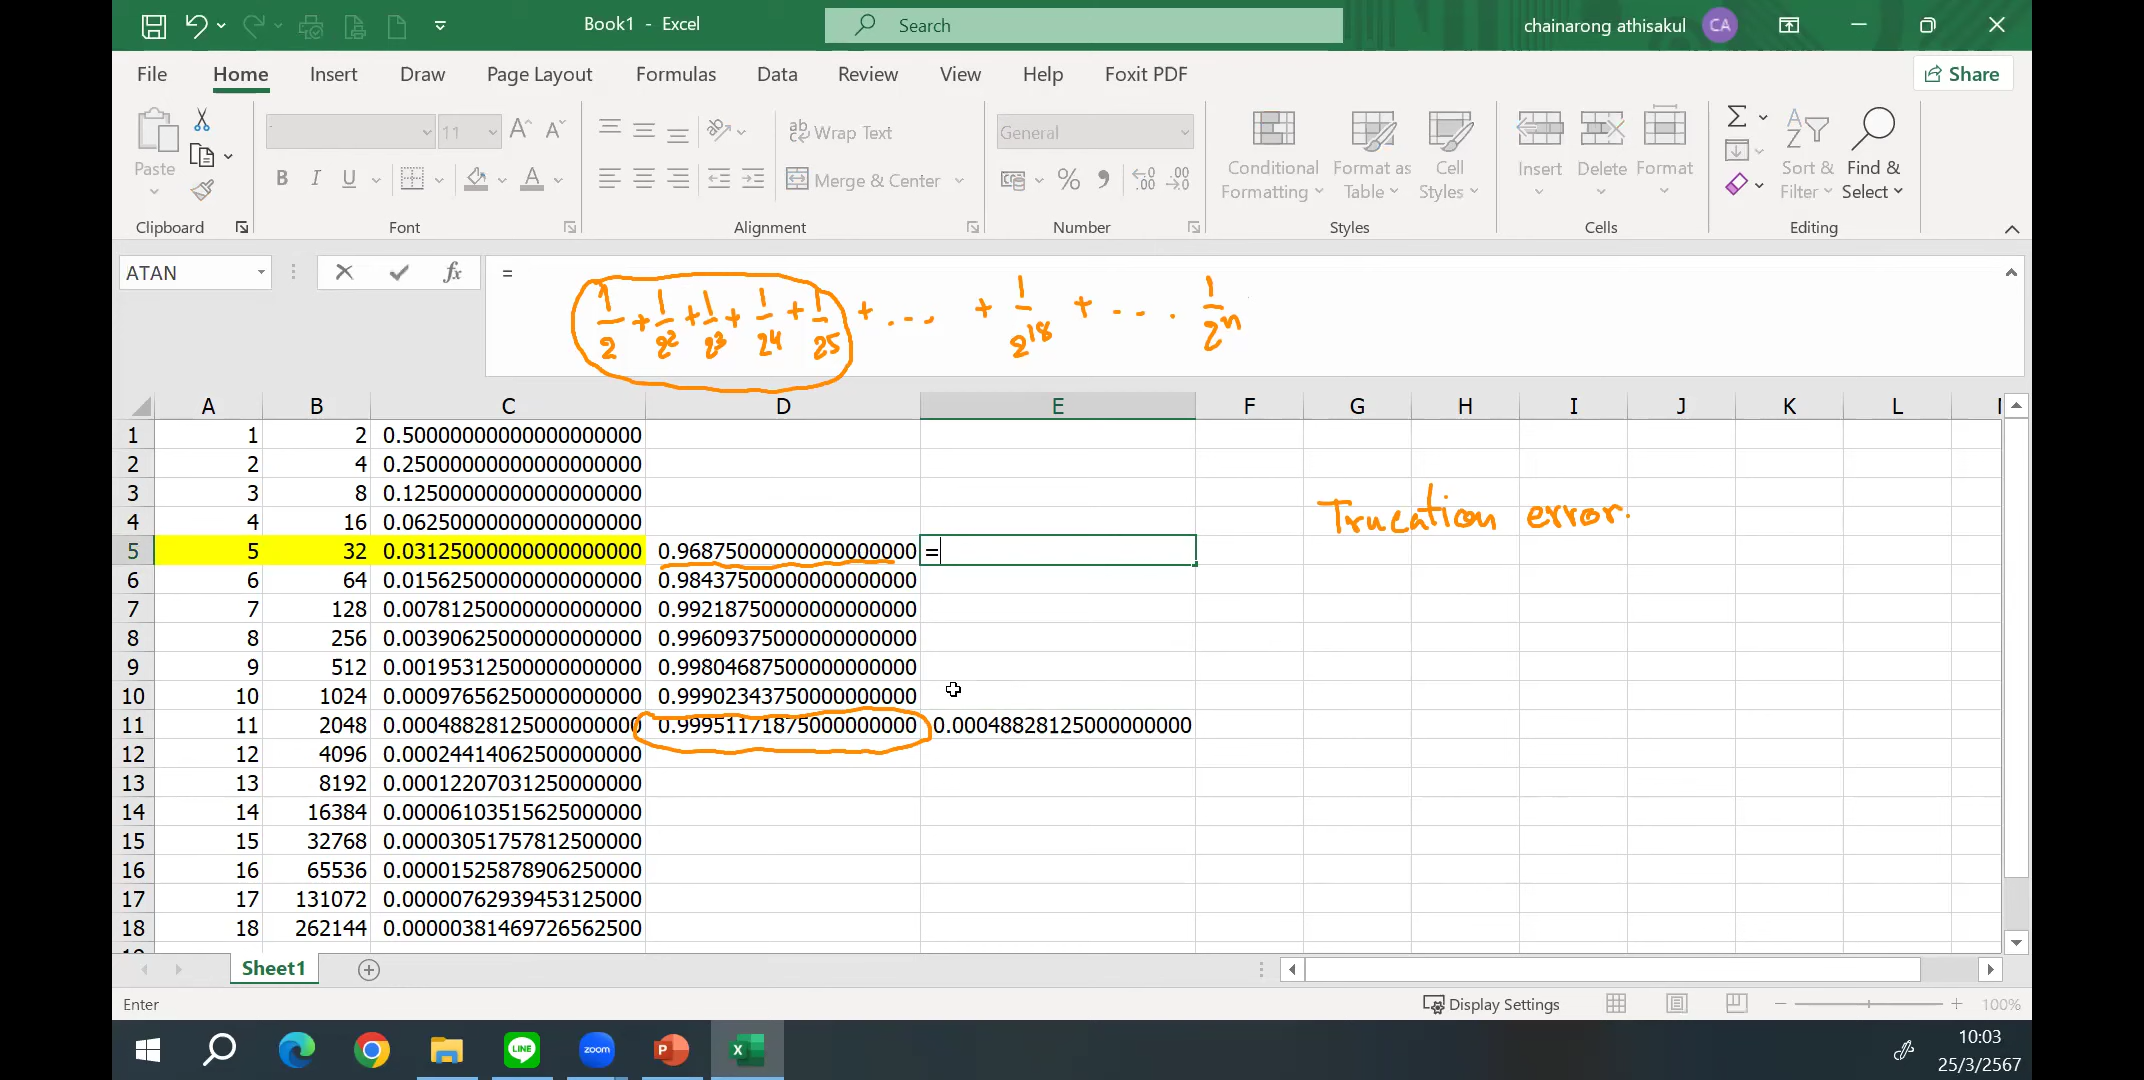 Book1 - Excel
Search
chainarong athisakul
CA
File Home Insert Draw Page Layout Formulas Data Review View Help Foxit PDF
Share
Paste
11
Wrap Text
Merge & Center
General
Conditional Formatting
Format as Table
Cell Styles
Insert
Delete
Format
Sort & Filter
Find & Select
Clipboard Font Alignment Number Styles Cells Editing
ATAN
fx
=
1/2 + 1/2^2 + 1/2^3 + 1/2^4 + 1/2^5 + ... + 1/2^18 + .... 1/2^n
A B C D E F G H I J K L
1 1 2 0.50000000000000000000
2 2 4 0.25000000000000000000
3 3 8 0.12500000000000000000
4 4 16 0.06250000000000000000
Trucation error.
5 5 32 0.03125000000000000000 0.96875000000000000000 =
6 6 64 0.01562500000000000000 0.98437500000000000000
7 7 128 0.00781250000000000000 0.99218750000000000000
8 8 256 0.00390625000000000000 0.99609375000000000000
9 9 512 0.00195312500000000000 0.99804687500000000000
10 10 1024 0.00097656250000000000 0.99902343750000000000
11 11 2048 0.00048828125000000000 0.99951171875000000000 0.00048828125000000000
12 12 4096 0.00024414062500000000
13 13 8192 0.00012207031250000000
14 14 16384 0.00006103515625000000
15 15 32768 0.00003051757812500000
16 16 65536 0.00001525878906250000
17 17 131072 0.00000762939453125000
18 18 262144 0.00000381469726562500
Sheet1
Enter
Display Settings
100%
LINE
zoom
10:03
25/3/2567